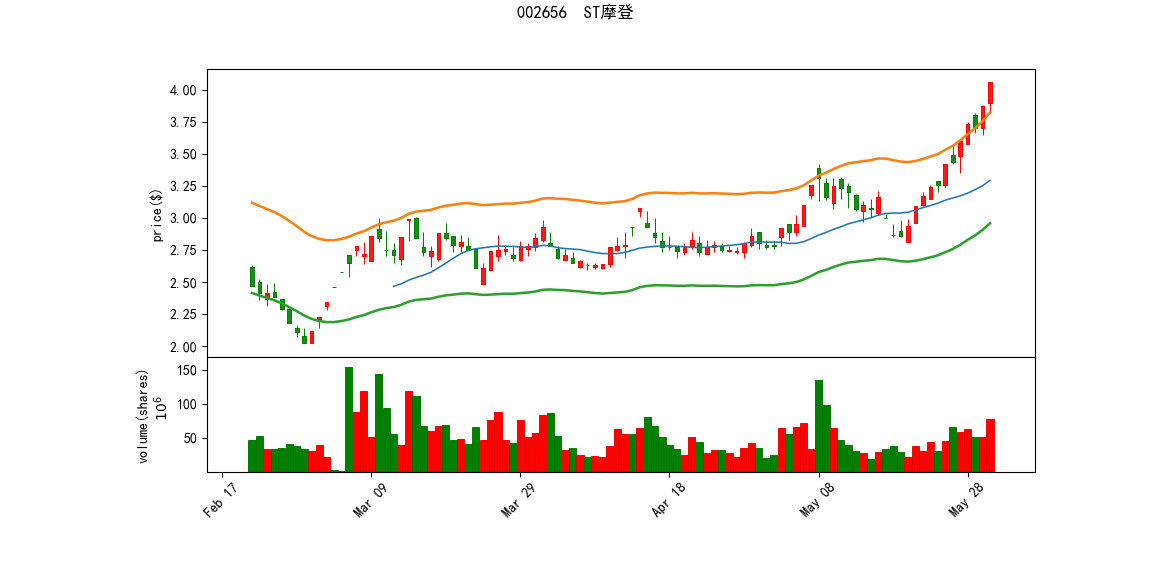 002656 ST摩登
price($)
4.00
3.75
3.50
3.25
3.00
2.75
2.50
2.25
2.00
volume(shares)
10^6
150
100
50
Feb 17
Mar 09
Mar 29
Apr 18
May 08
May 28